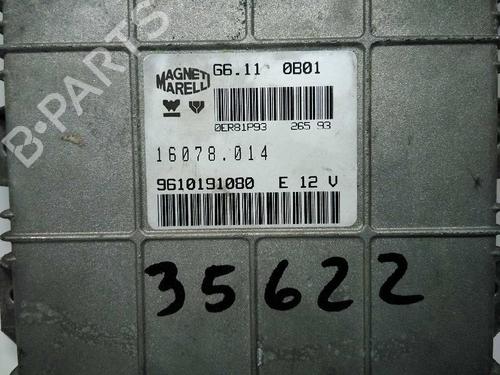 MAGNETI
MARELLI
G6.11 0B01
0ER81P93 265 93
16078.014
9610191080 E 12 V
35622
B-PARTS